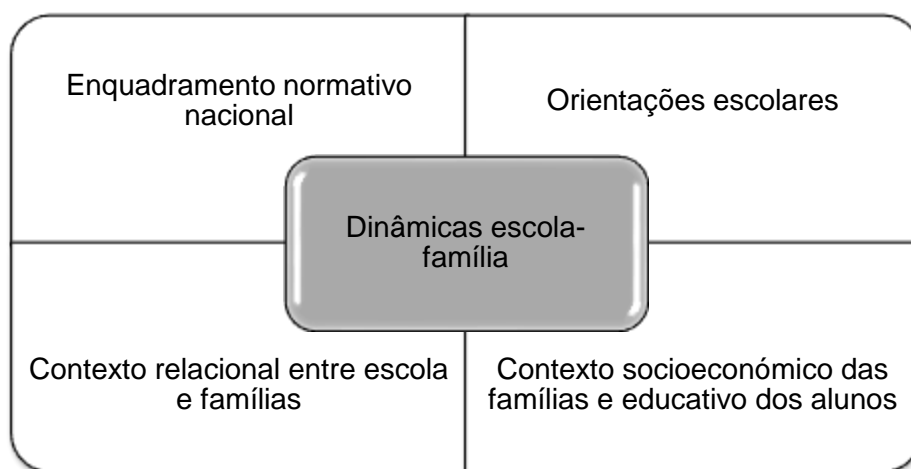 Enquadramento normativo
nacional
Orientações escolares
Dinâmicas escola-
família
Contexto relacional entre escola
e famílias
Contexto socioeconómico das
famílias e educativo dos alunos